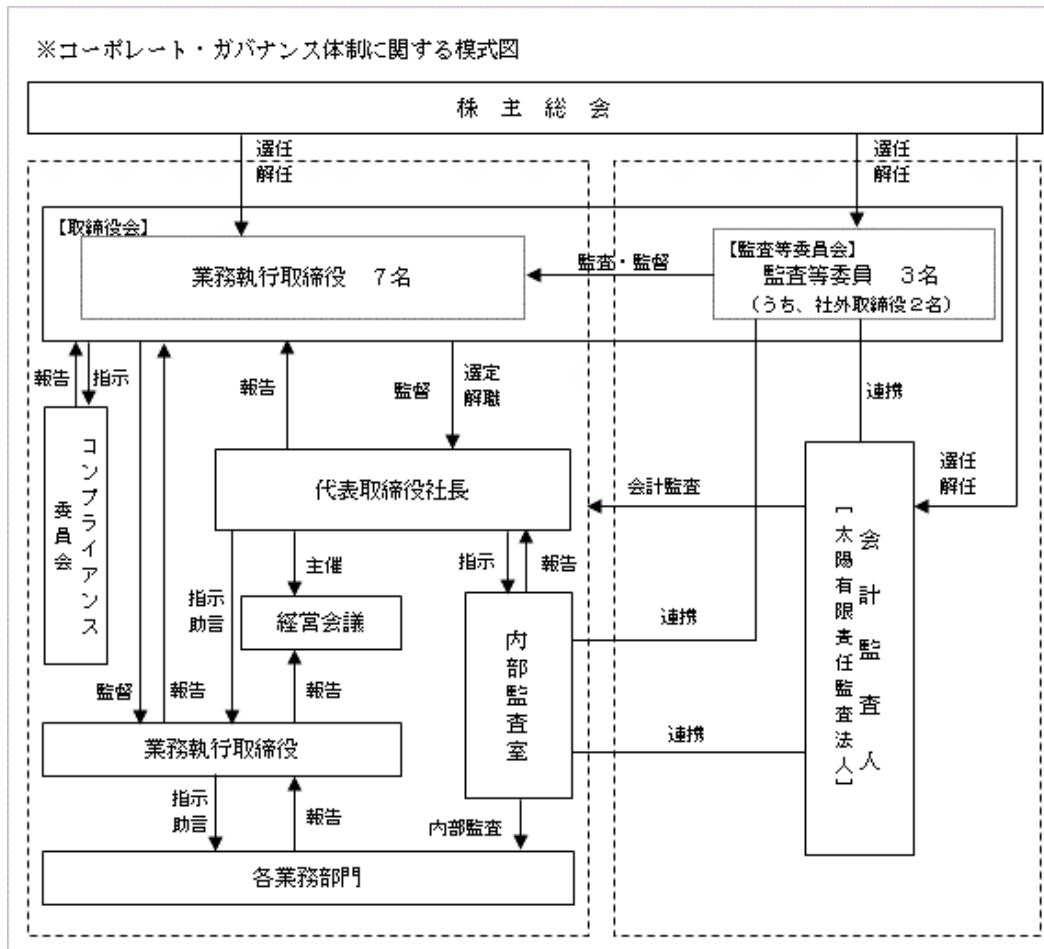 ※コーポレート・ガバナンス体制に関する模式図
株主総会
選任
解任
選任
解任
【取締役会】
業務執行取締役 7名
監査・監督
【監査等委員会】
監査等委員 3名
(うち、社外取締役2名)
報告
指示
報告
監督
選定
解職
連携
コンプライアンス
委員会
代表取締役社長
会計監査
選任
解任
指示
助言
主催
指示
報告
経営会議
内部監査室
連携
会計監査人
[太陽有限責任監査法人]
監督
報告
報告
連携
業務執行取締役
指示
助言
報告
内部監査
各業務部門